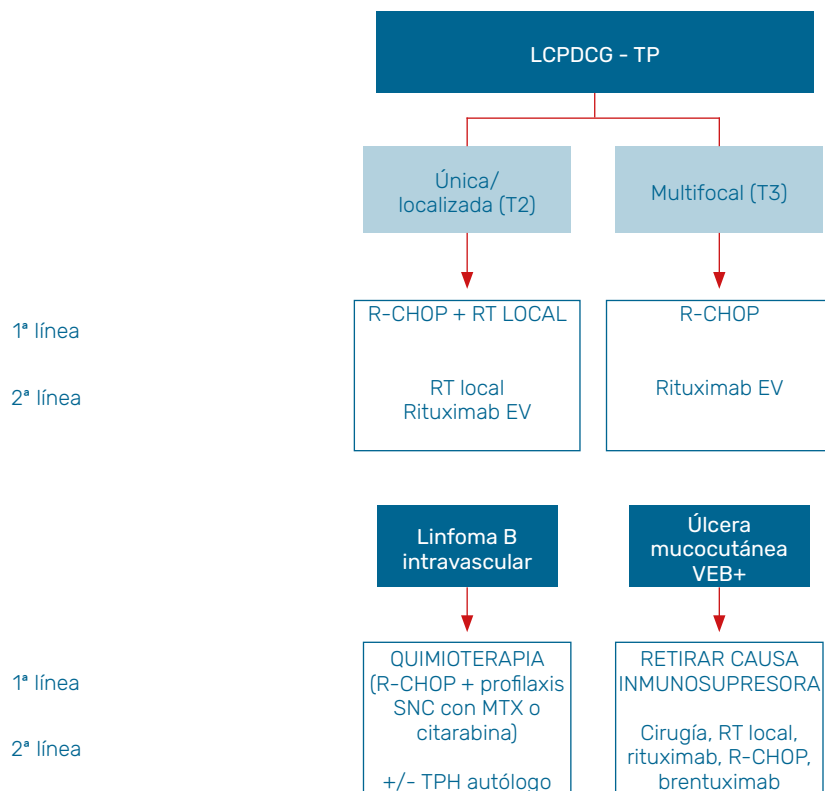 LCPDCG - TP
Única/
localizada (T2)
Multifocal (T3)
1ª línea
2ª línea
R-CHOP + RT LOCAL
RT local
Rituximab EV
R-CHOP
Rituximab EV
Linfoma B
intravascular
Úlcera
mucocutánea
VEB+
1ª línea
2ª línea
QUIMIOTERAPIA
(R-CHOP + profilaxis
SNC con MTX o
citarabina)
+/- TPH autólogo
RETIRAR CAUSA
INMUNOSUPRESORA
Cirugía, RT local,
rituximab, R-CHOP,
brentuximab